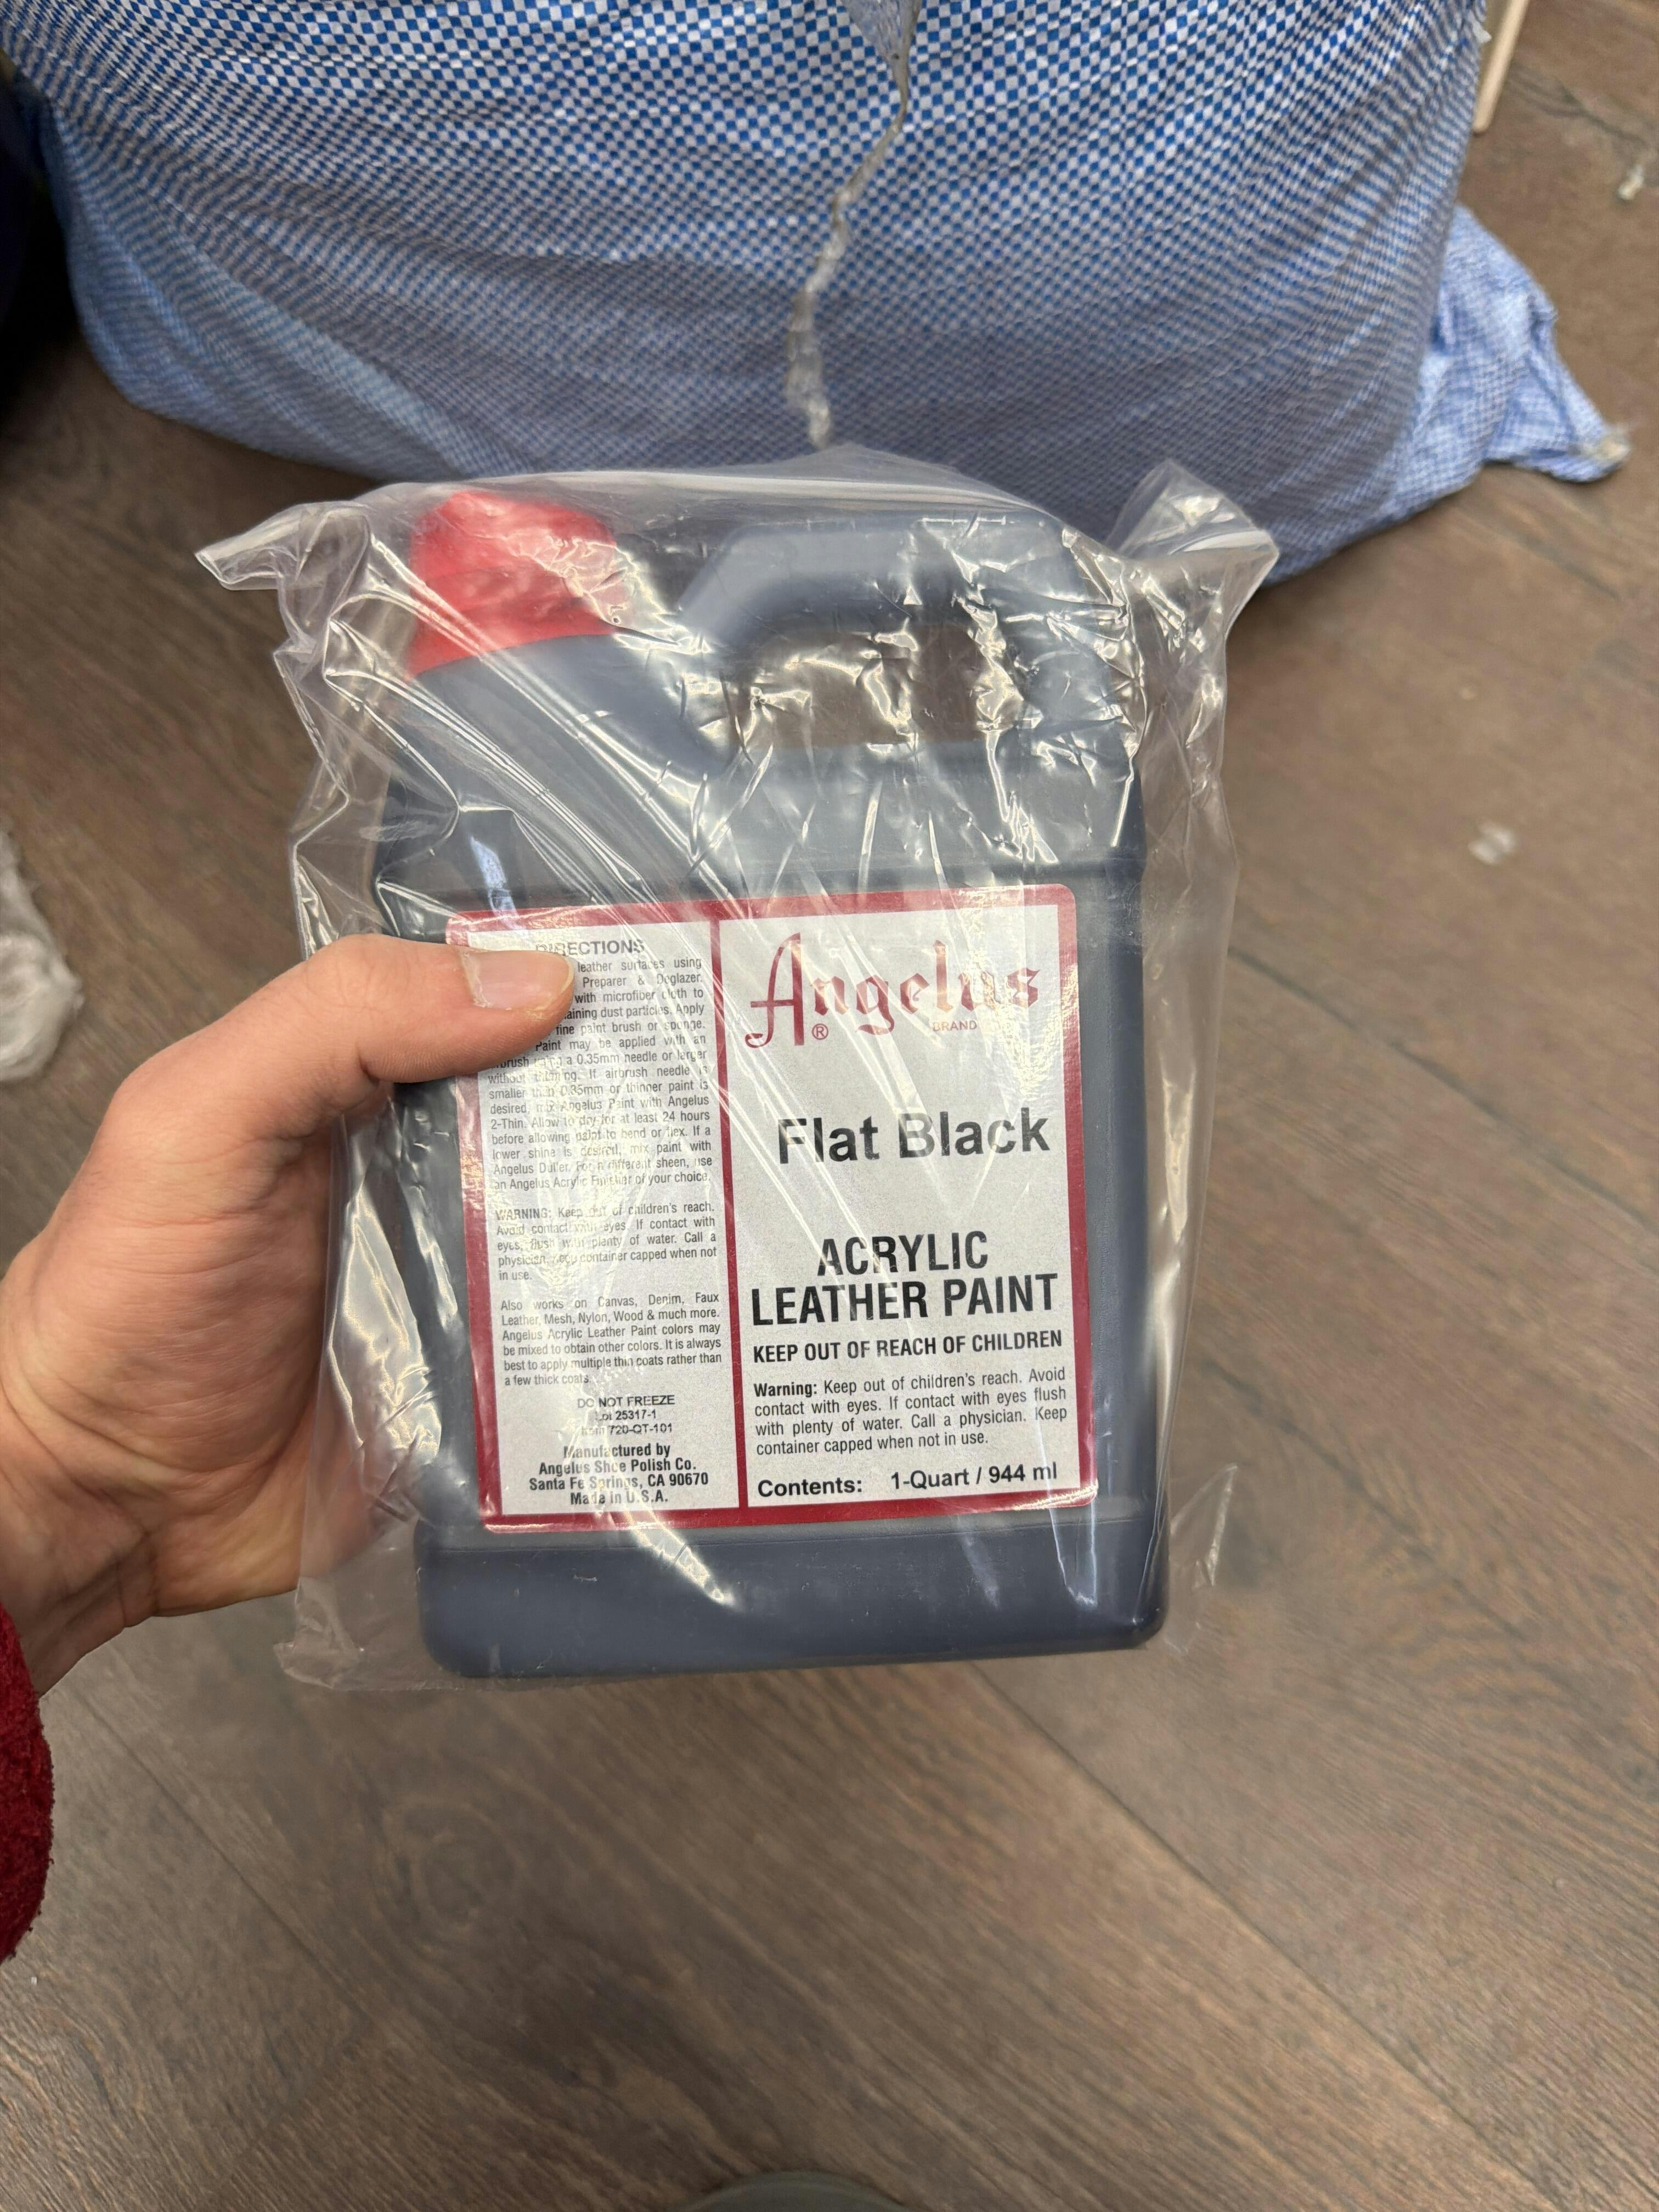 DIRECTIONS
leather surfaces using
Preparer & Deglazer.
with microfiber cloth to
dust particles. Apply
fine paint brush or sponge.
Paint may be applied with an
using a 0.35mm needle or larger
without thinning. If airbrush needle is
smaller than 0.35mm or thinner paint is
desired, mix Angelus Paint with Angelus
2-Thin. Allow to dry for at least 24 hours
before allowing paint to bend or flex. If a
lower shine is desired, mix paint with
Angelus Duller. For different sheen, use
an Angelus Acrylic Finisher of your choice.
WARNING: Keep out of children's reach.
Avoid contact with eyes. If contact with
eyes, flush with plenty of water. Call a
physician. Keep container capped when not
in use.
Also works on Canvas, Denim, Faux
Leather, Mesh, Nylon, Wood & much more.
Angelus Acrylic Leather Paint colors may
be mixed to obtain other colors. It is always
best to apply multiple thin coats rather than
a few thick coats.
DO NOT FREEZE
Lot 25317-1
Item 720-QT-101
Manufactured by
Angelus Shoe Polish Co.
Santa Fe Springs, CA 90670
Made in U.S.A.
Angelus
® BRAND
Flat Black
ACRYLIC
LEATHER PAINT
KEEP OUT OF REACH OF CHILDREN
Warning: Keep out of children's reach. Avoid
contact with eyes. If contact with eyes flush
with plenty of water. Call a physician. Keep
container capped when not in use.
Contents: 1-Quart / 944 ml